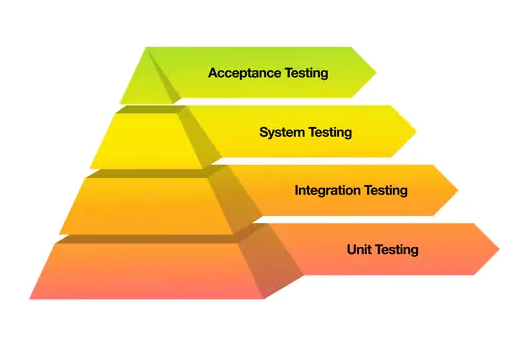 Acceptance Testing
System Testing
Integration Testing
Unit Testing